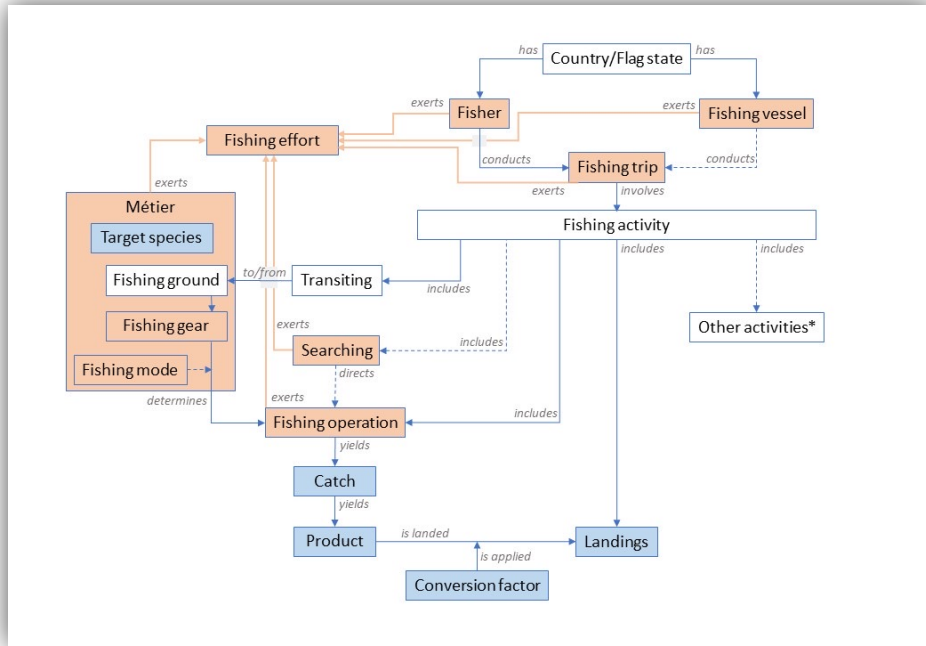 has
Country/Flag state
has
exerts
Fisher
exerts
Fishing vessel
Fishing effort
conducts
Fishing trip
conducts
exerts
exerts
involves
Métier
Fishing activity
Target species
Fishing ground
to/from
Transiting
includes
includes
includes
Fishing gear
exerts
Other activities*
Searching
includes
Fishing mode
directs
determines
exerts
Fishing operation
includes
yields
Catch
yields
Product
is landed
Landings
is applied
Conversion factor